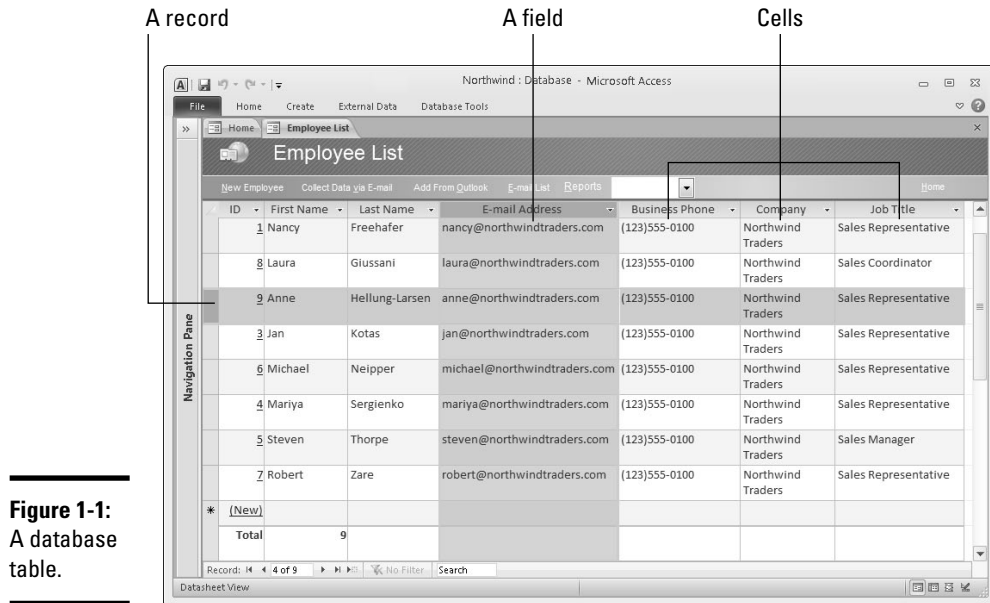 A record A field Cells
Northwind : Database - Microsoft Access
File Home Create External Data Database Tools
Home Employee List
Employee List
New Employee Collect Data via E-mail Add From Outlook E-mail List Reports Home
ID First Name Last Name E-mail Address Business Phone Company Job Title
1 Nancy Freehafer nancy@northwindtraders.com (123)555-0100 Northwind Sales Representative
Traders
8 Laura Giussani laura@northwindtraders.com (123)555-0100 Northwind Sales Coordinator
Traders
9 Anne Hellung-Larsen anne@northwindtraders.com (123)555-0100 Northwind Sales Representative
Traders
3 Jan Kotas jan@northwindtraders.com (123)555-0100 Northwind Sales Representative
Traders
6 Michael Neipper michael@northwindtraders.com (123)555-0100 Northwind Sales Representative
Traders
4 Mariya Sergienko mariya@northwindtraders.com (123)555-0100 Northwind Sales Representative
Traders
5 Steven Thorpe steven@northwindtraders.com (123)555-0100 Northwind Sales Manager
Traders
7 Robert Zare robert@northwindtraders.com (123)555-0100 Northwind Sales Representative
Traders
* (New)
Total 9
Record: 4 of 9 No Filter Search
Datasheet View
Navigation Pane
Figure 1-1:
A database
table.